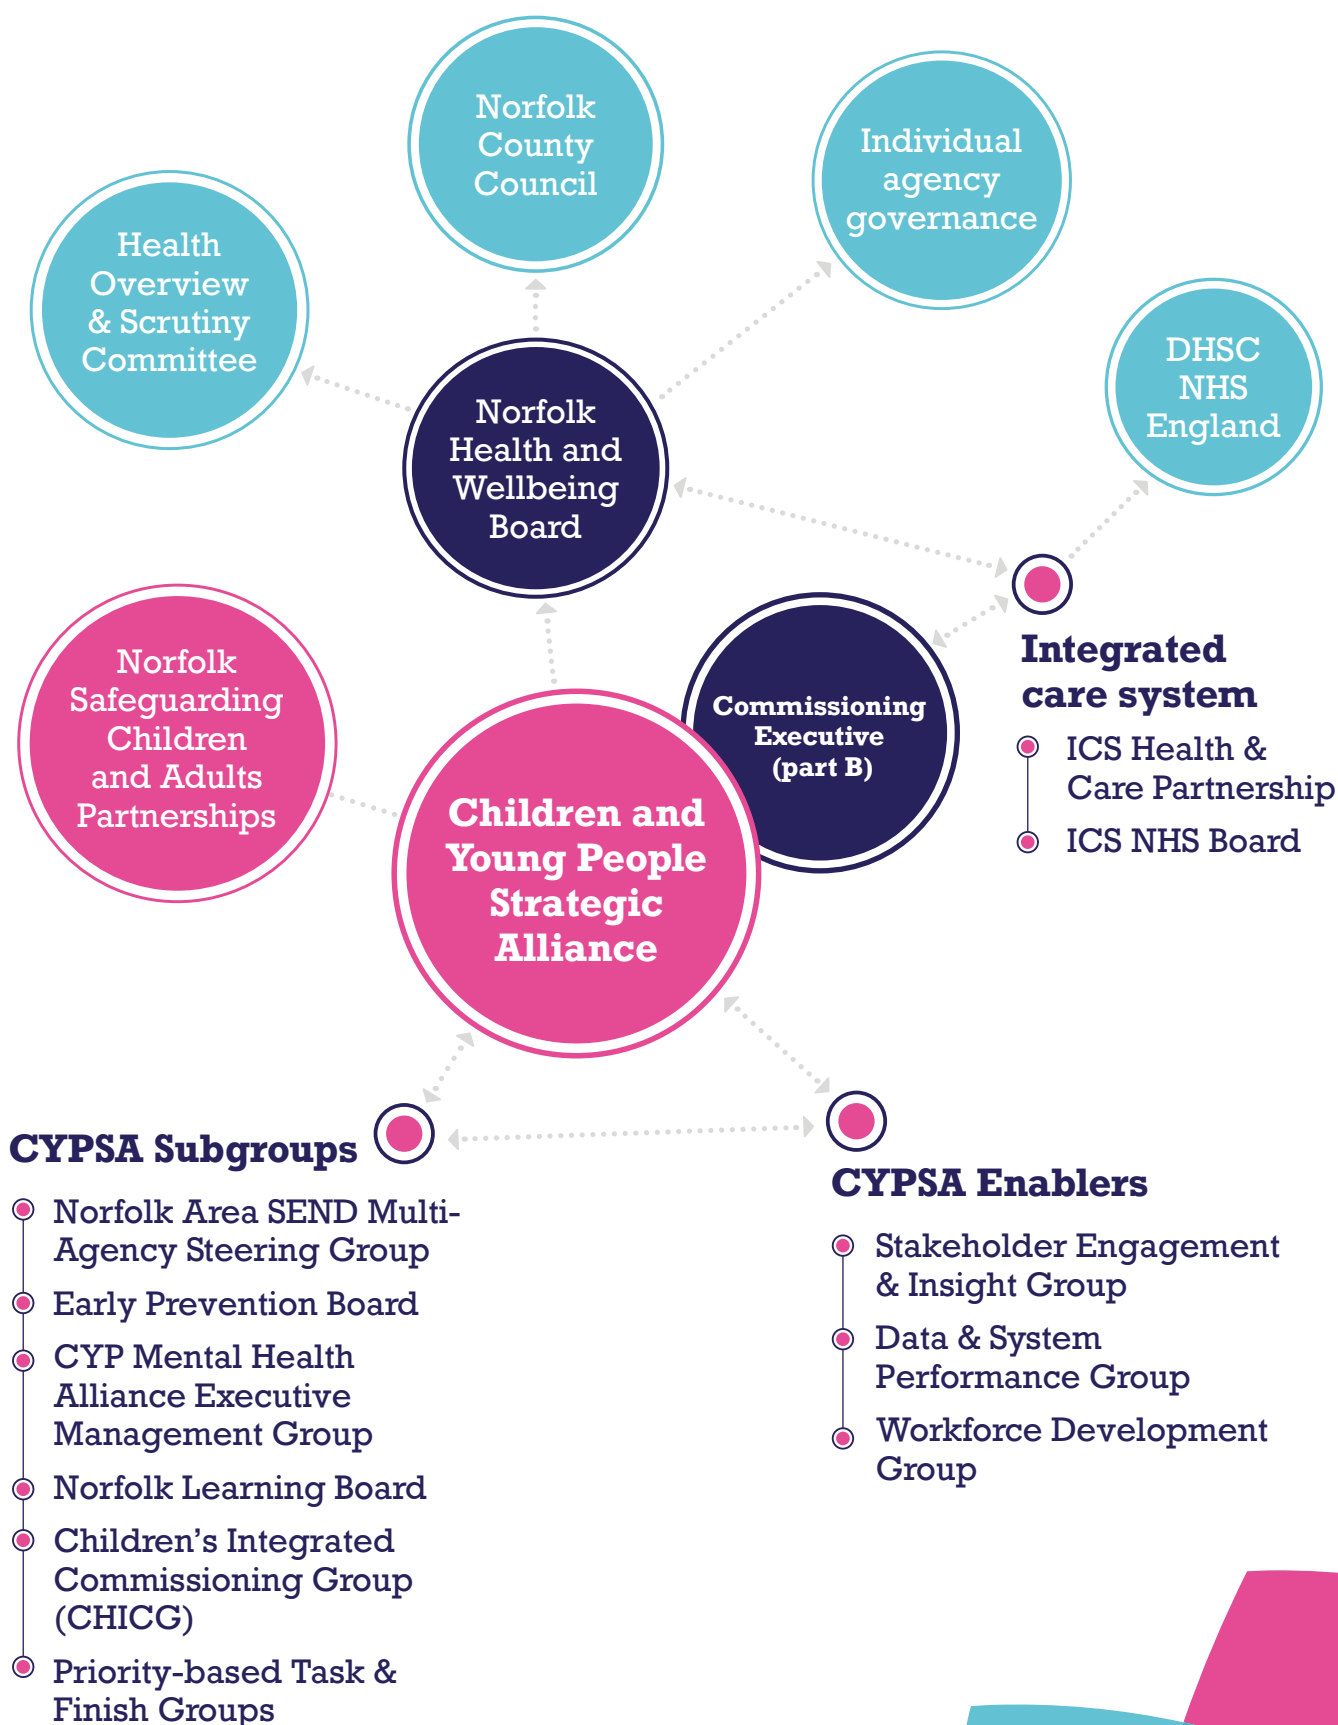 Norfolk
County
Council
Individual
agency
governance
Health
Overview
& Scrutiny
Committee
DHSC
NHS
England
Norfolk
Health and
Wellbeing
Board
Norfolk
Safeguarding
Children
and Adults
Partnerships
Commissioning
Executive
(part B)
Integrated
care system
ICS Health &
Care Partnership
ICS NHS Board
Children and
Young People
Strategic
Alliance
CYPSA Subgroups
Norfolk Area SEND Multi-
Agency Steering Group
Early Prevention Board
CYP Mental Health
Alliance Executive
Management Group
Norfolk Learning Board
Children’s Integrated
Commissioning Group
(CHICG)
Priority-based Task &
Finish Groups
CYPSA Enablers
Stakeholder Engagement
& Insight Group
Data & System
Performance Group
Workforce Development
Group